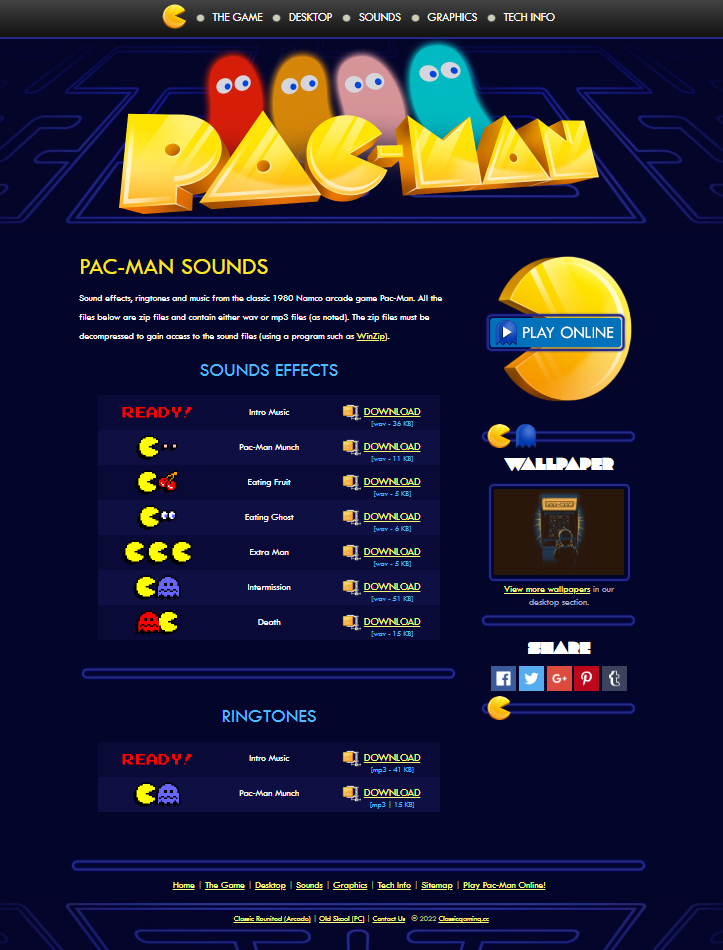 THE GAME
DESKTOP
SOUNDS
GRAPHICS
TECH INFO
PAC-MAN
PAC-MAN SOUNDS
Sound effects, ringtones and music from the classic 1980 Namco arcade game Pac-Man. All the
files below are zip files and contain either wav or mp3 files (as noted). The zip files must be
decompressed to gain access to the sound files (using a program such as WinZip).
SOUNDS EFFECTS
READY! Intro Music DOWNLOAD
[wav - 36 KB]
Pac-Man Munch DOWNLOAD
[wav - 11 KB]
Eating Fruit DOWNLOAD
[wav - 5 KB]
Eating Ghost DOWNLOAD
[wav - 6 KB]
Extra Man DOWNLOAD
[wav - 5 KB]
Intermission DOWNLOAD
[wav - 51 KB]
Death DOWNLOAD
[wav - 15 KB]
RINGTONES
READY! Intro Music DOWNLOAD
[mp3 - 41 KB]
Pac-Man Munch DOWNLOAD
[mp3 | 15 KB]
PLAY ONLINE
WALLPAPER
View more wallpapers in our
desktop section.
SHARE
Home | The Game | Desktop | Sounds | Graphics | Tech Info | Sitemap | Play Pac-Man Online!
Classic Reunited (Arcade) | Old Skool (PC) | Contact Us © 2022 Classicgaming.cc